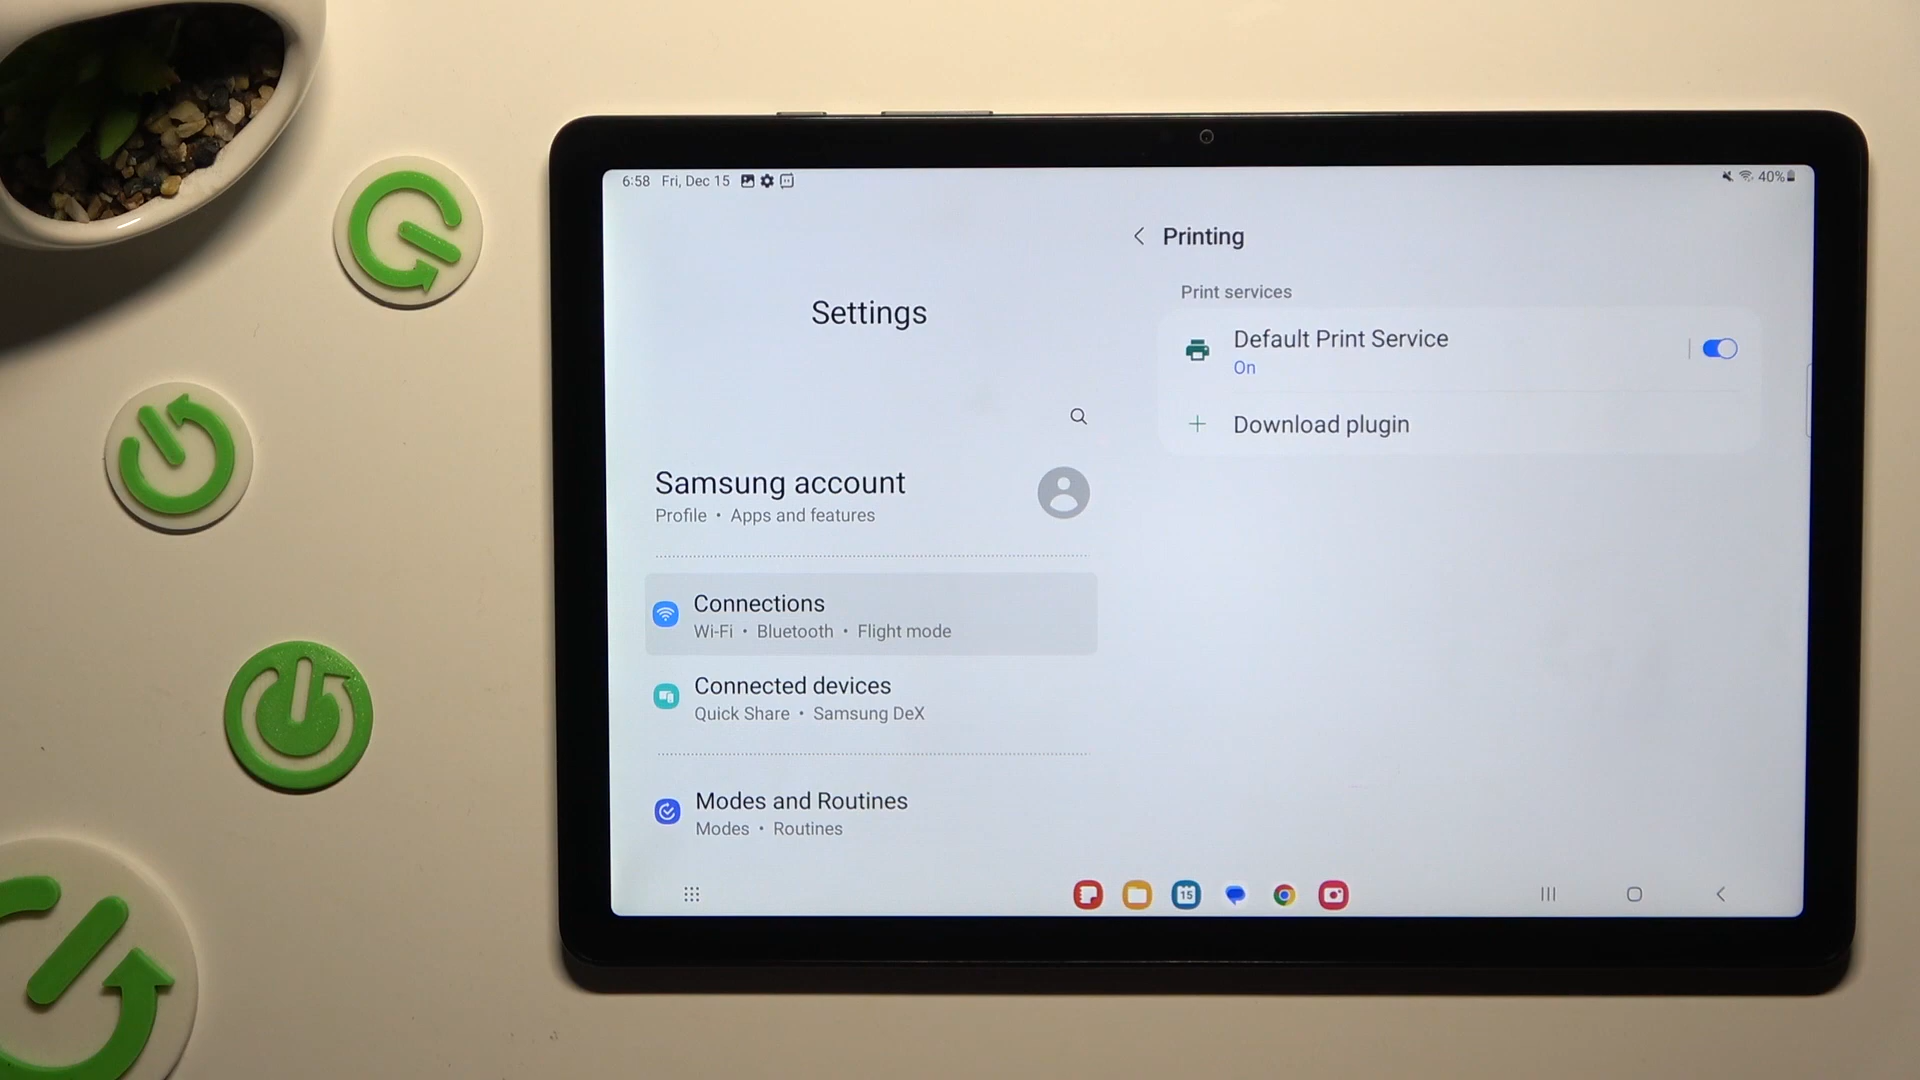 6:58 Fri, Dec 15
40%
Settings
Samsung account
Profile • Apps and features
Connections
Wi-Fi • Bluetooth • Flight mode
Connected devices
Quick Share • Samsung DeX
Modes and Routines
Modes • Routines
Printing
Print services
Default Print Service
On
Download plugin
15